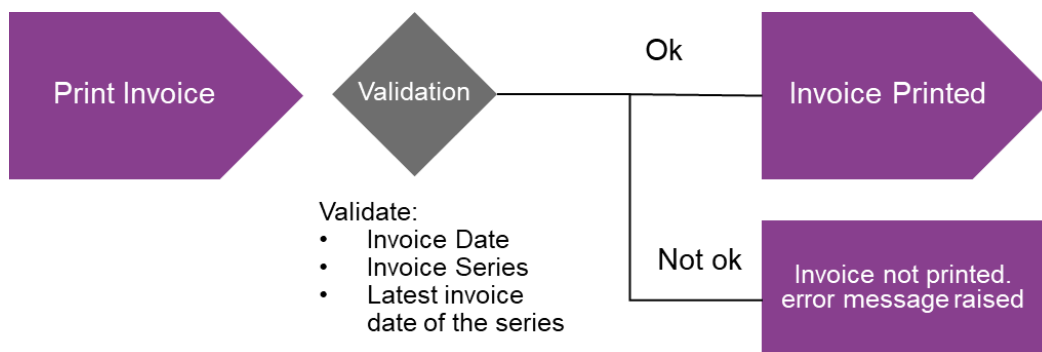 Print Invoice
Validation
Ok
Invoice Printed
Validate:
• Invoice Date
• Invoice Series
• Latest invoice
date of the series
Not ok
Invoice not printed.
error message raised